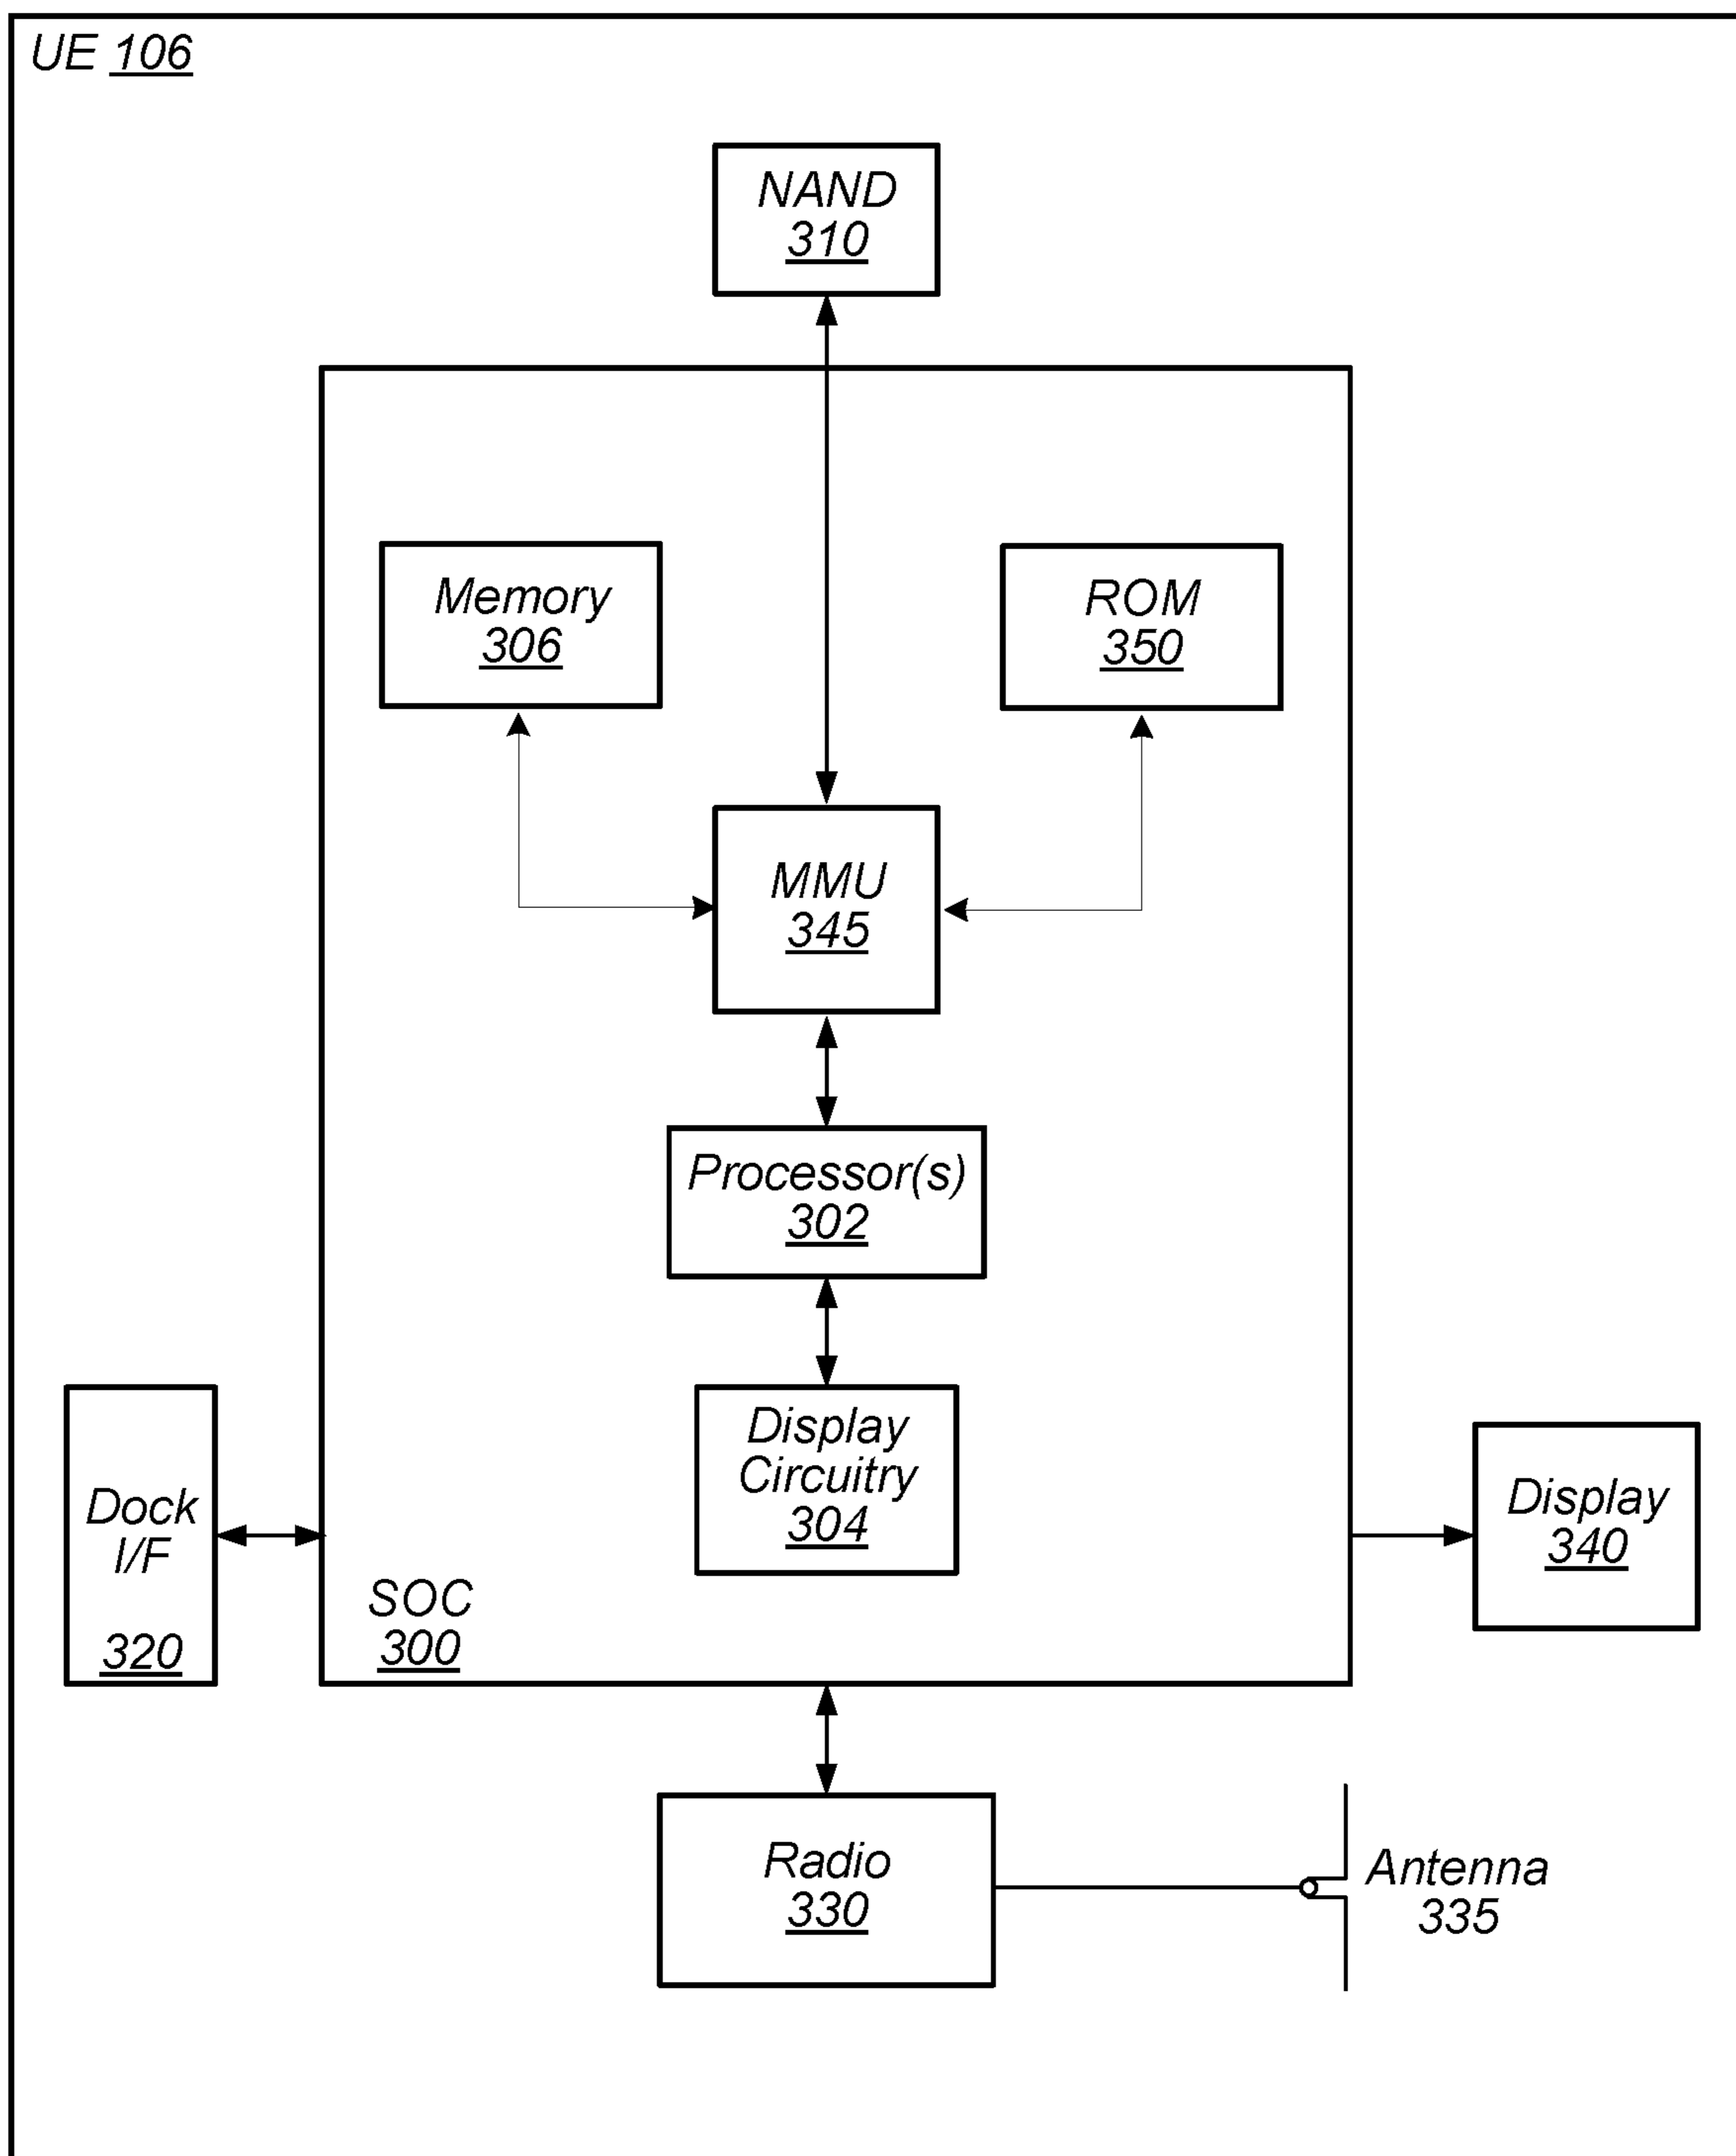 UE 106
NAND
310
Memory
306
ROM
350
MMU
345
Processor(s)
302
Display
Circuitry
304
Dock
I/F
320
SOC
300
Display
340
Radio
330
Antenna
335